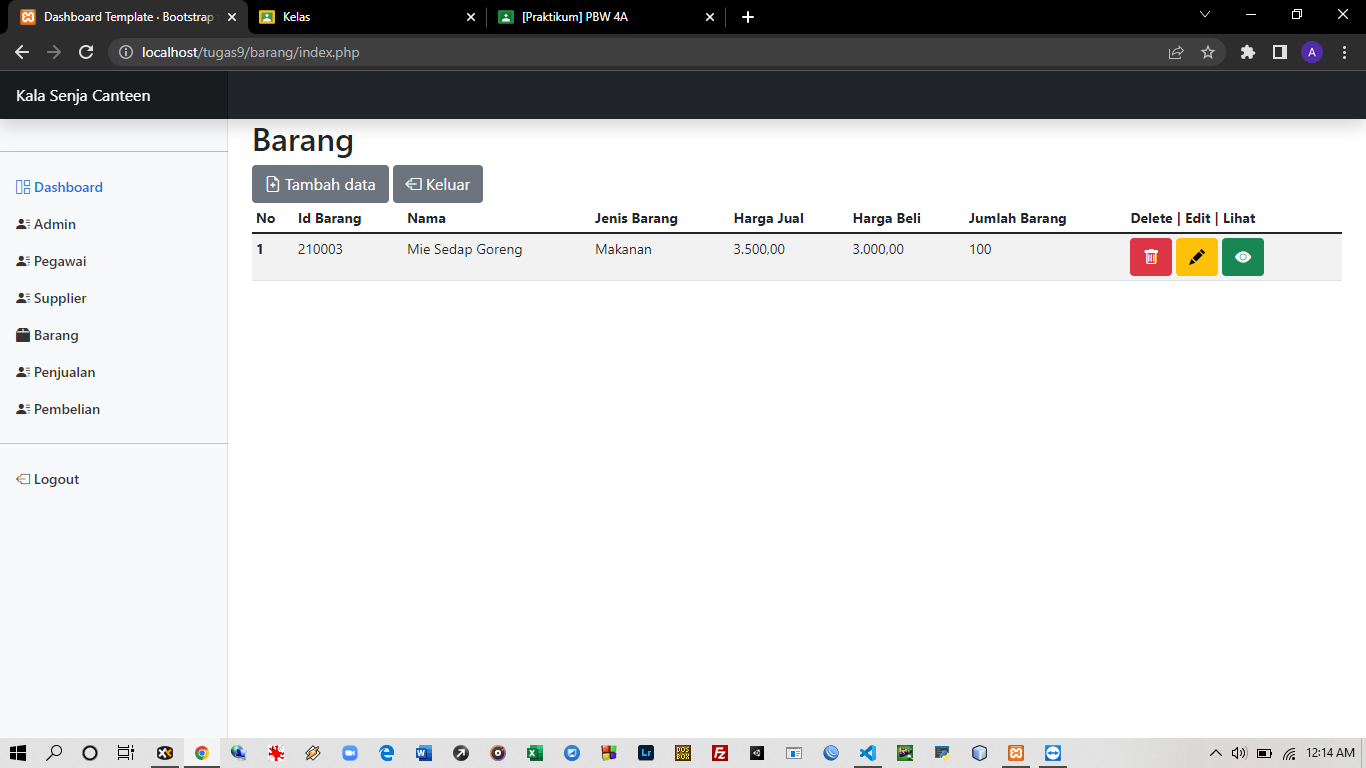 Dashboard Template · Bootstrap
Kelas
[Praktikum] PBW 4A
localhost/tugas9/barang/index.php
A
Kala Senja Canteen
Barang
Tambah data
Keluar
No Id Barang Nama Jenis Barang Harga Jual Harga Beli Jumlah Barang Delete | Edit | Lihat
1 210003 Mie Sedap Goreng Makanan 3.500,00 3.000,00 100
Dashboard
Admin
Pegawai
Supplier
Barang
Penjualan
Pembelian
Logout
Lr
DOS
BOX
12:14 AM